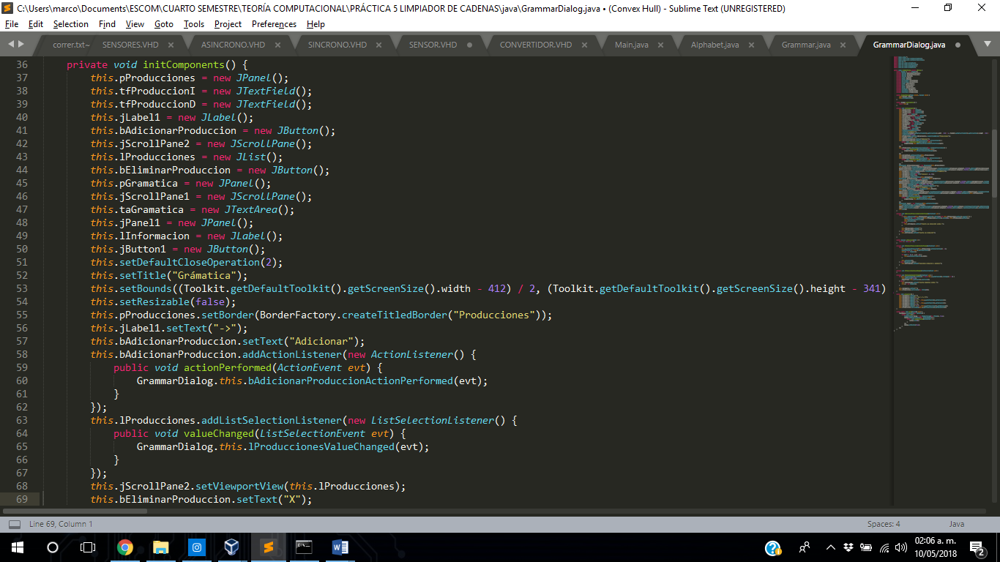 C:\Users\marco\Documents\ESCOM\CUARTO SEMESTRE\TEORÍA COMPUTACIONAL\PRÁCTICA 5 LIMPIADOR DE CADENAS\java\GrammarDialog.java • (Convex Hull) - Sublime Text (UNREGISTERED)
File Edit Selection Find View Goto Tools Project Preferences Help
correr.txt~ SENSORES.VHD ASINCRONO.VHD SINCRONO.VHD SENSOR.VHD CONVERTIDOR.VHD Main.java Alphabet.java Grammar.java GrammarDialog.java
36 private void initComponents() {
37 this.pProducciones = new JPanel();
38 this.tfProduccionI = new JTextField();
39 this.tfProduccionD = new JTextField();
40 this.jLabel1 = new JLabel();
41 this.bAdicionarProduccion = new JButton();
42 this.jScrollPane2 = new JScrollPane();
43 this.lProducciones = new JList();
44 this.bEliminarProduccion = new JButton();
45 this.pGramatica = new JPanel();
46 this.jScrollPane1 = new JScrollPane();
47 this.taGramatica = new JTextArea();
48 this.jPanel1 = new JPanel();
49 this.lInformacion = new JLabel();
50 this.jButton1 = new JButton();
51 this.setDefaultCloseOperation(2);
52 this.setTitle("Grámatica");
53 this.setBounds((Toolkit.getDefaultToolkit().getScreenSize().width - 412) / 2, (Toolkit.getDefaultToolkit().getScreenSize().height - 341)
54 this.setResizable(false);
55 this.pProducciones.setBorder(BorderFactory.createTitledBorder("Producciones"));
56 this.jLabel1.setText("->");
57 this.bAdicionarProduccion.setText("Adicionar");
58 this.bAdicionarProduccion.addActionListener(new ActionListener() {
59 public void actionPerformed(ActionEvent evt) {
60 GrammarDialog.this.bAdicionarProduccionActionPerformed(evt);
61 }
62 });
63 this.lProducciones.addListSelectionListener(new ListSelectionListener() {
64 public void valueChanged(ListSelectionEvent evt) {
65 GrammarDialog.this.lProduccionesValueChanged(evt);
66 }
67 });
68 this.jScrollPane2.setViewportView(this.lProducciones);
69 this.bEliminarProduccion.setText("X");
Line 69, Column 1 Spaces: 4 Java
02:06 a. m.
10/05/2018
2